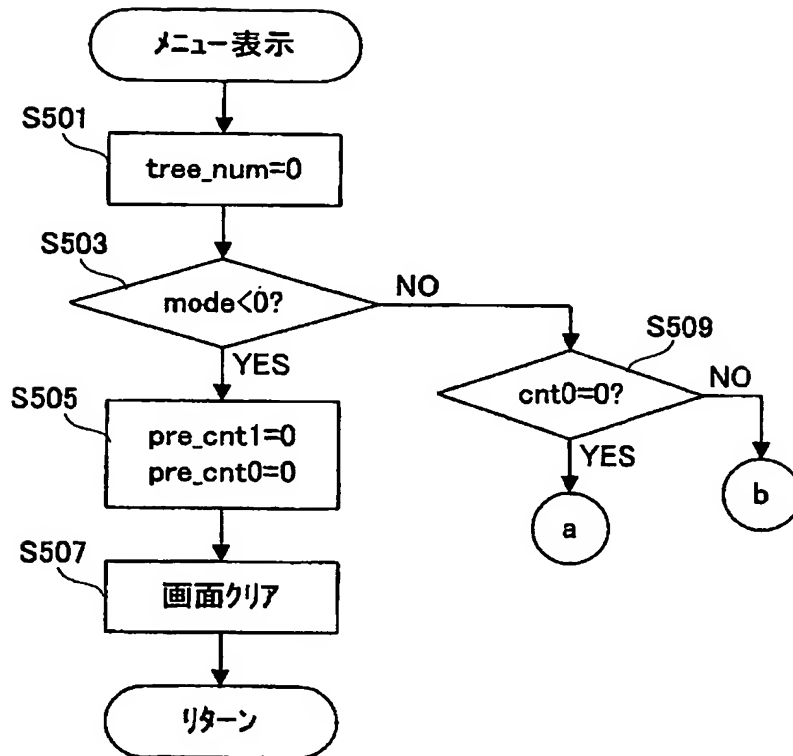 メニュー表示
S501
tree_num=0
S503
mode<0?
NO
YES
S509
cnt0=0?
NO
YES
S505
pre_cnt1=0
pre_cnt0=0
a
b
S507
画面クリア
リターン